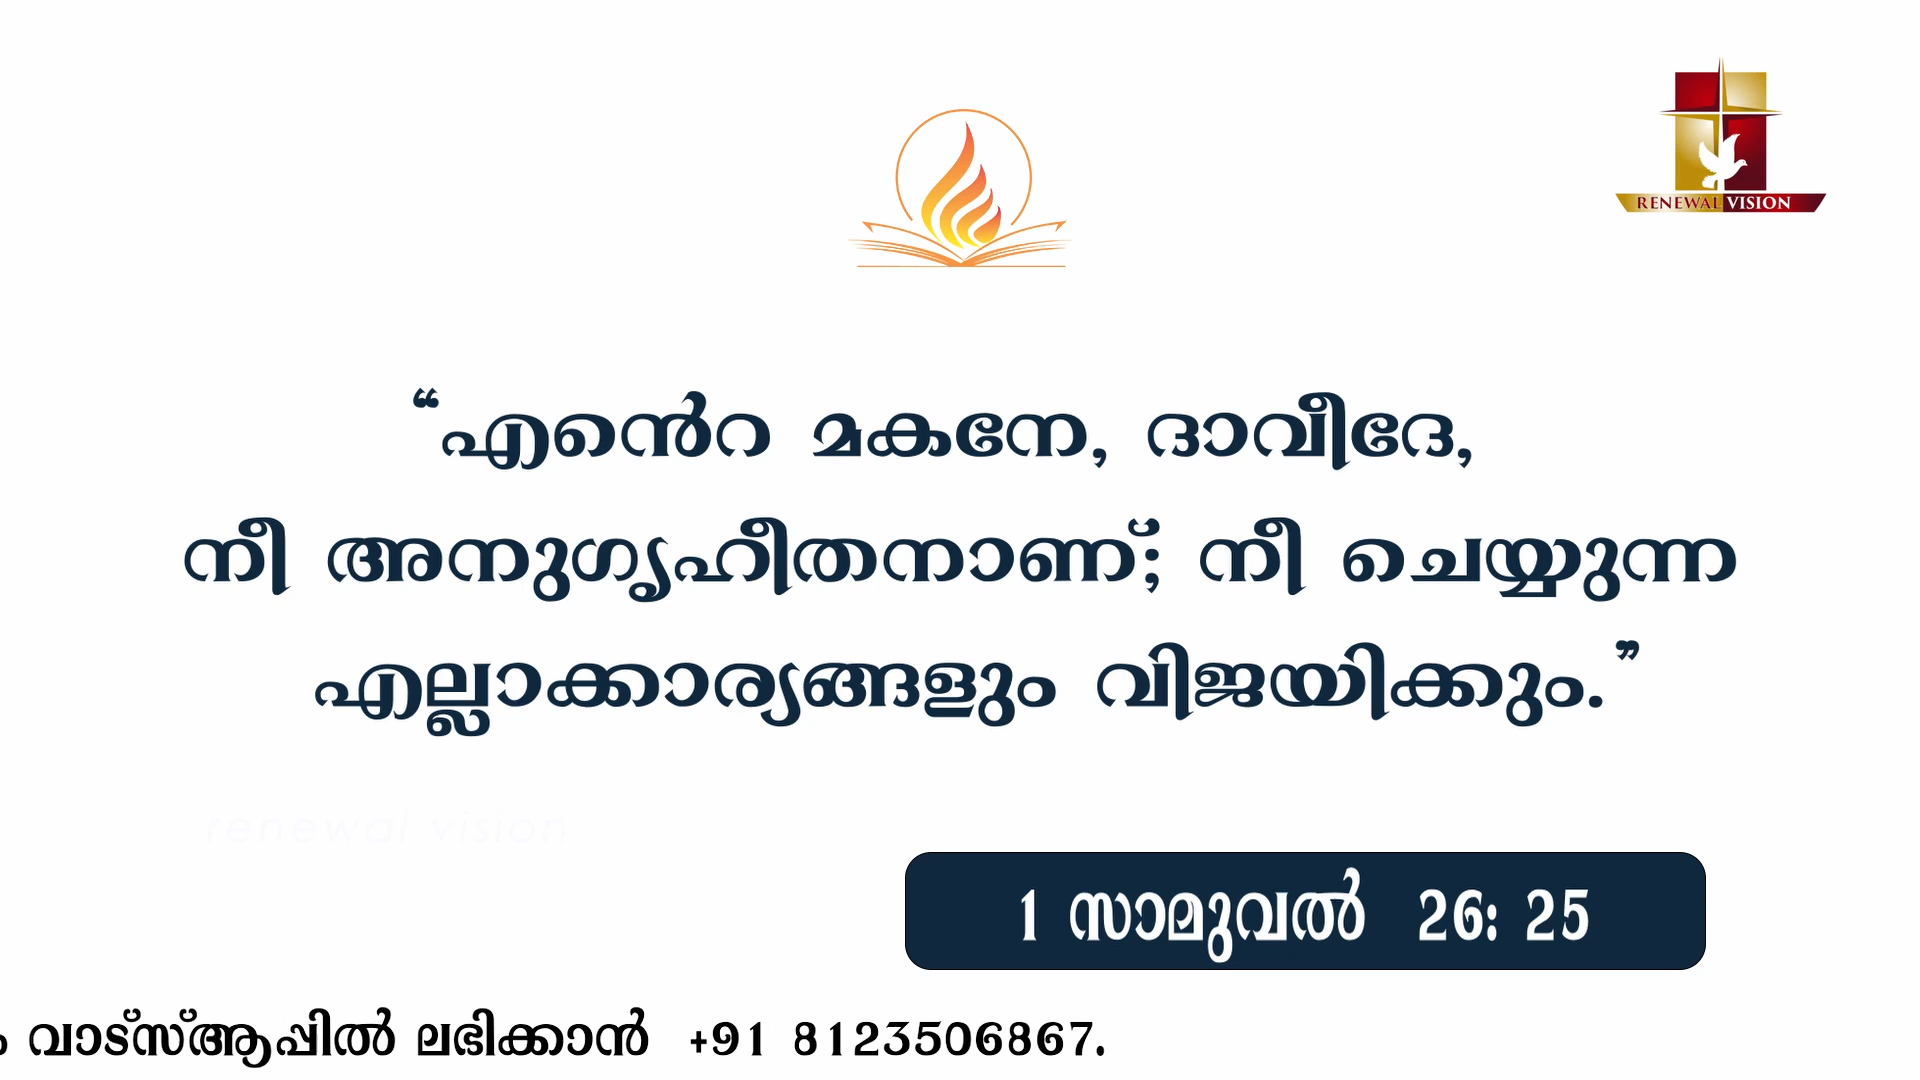 RENEWAL VISION
“എന്റെ മകനേ, ദാവീദേ,
നീ അനുഗൃഹീതനാണ്; നീ ചെയ്യുന്ന
എല്ലാക്കാര്യങ്ങളും വിജയിക്കും.”
renewal vision
1 സാമുവൽ 26: 25
വാട്സ്ആപ്പിൽ ലഭിക്കാൻ +91 8123506867.